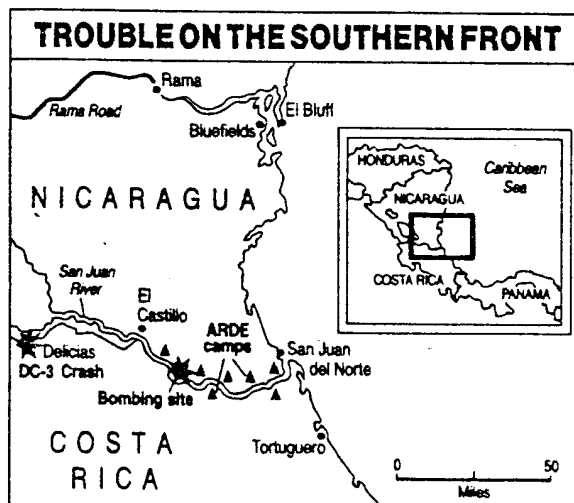 TROUBLE ON THE SOUTHERN FRONT
Rama
Rama Road
El Bluff
Bluefields
HONDURAS
Caribbean
Sea
NICARAGUA
COSTA RICA
PANAMA
NICARAGUA
San Juan
River
El
Castillo
ARDE
camps
San Juan
del Norte
Delicias
DC-3 Crash
Bombing site
COSTA
RICA
Tortuguero
0
50
Miles